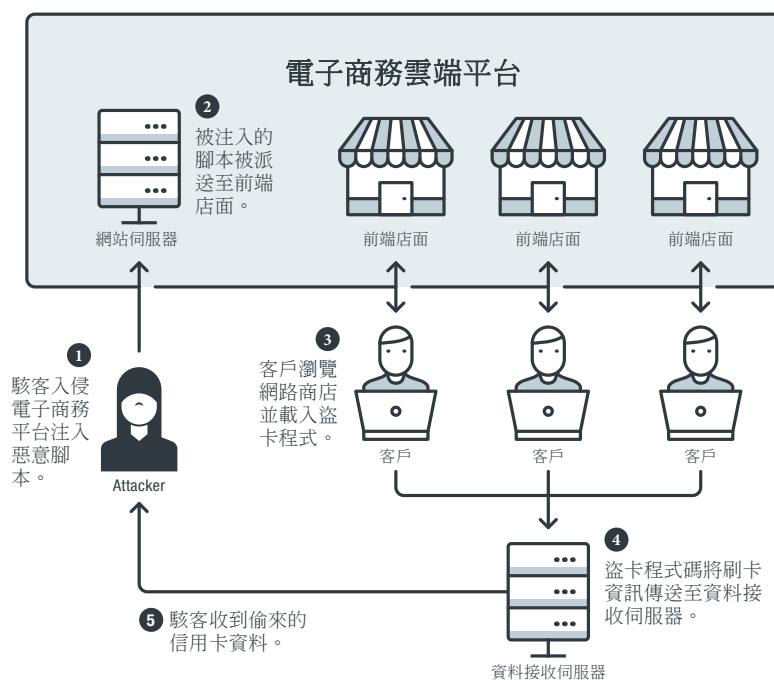 電子商務雲端平台
2
被注入的
腳本被派
送至前端
店面。
網站伺服器
前端店面
前端店面
前端店面
1
駭客入侵
電子商務
平台注入
惡意腳
本。
Attacker
3
客戶瀏覽
網路商店
並載入盜
卡程式。
客戶
客戶
客戶
4
盜卡程式碼將刷卡
資訊傳送至資料接
收伺服器。
資料接收伺服器
5 駭客收到偷來的
信用卡資料。